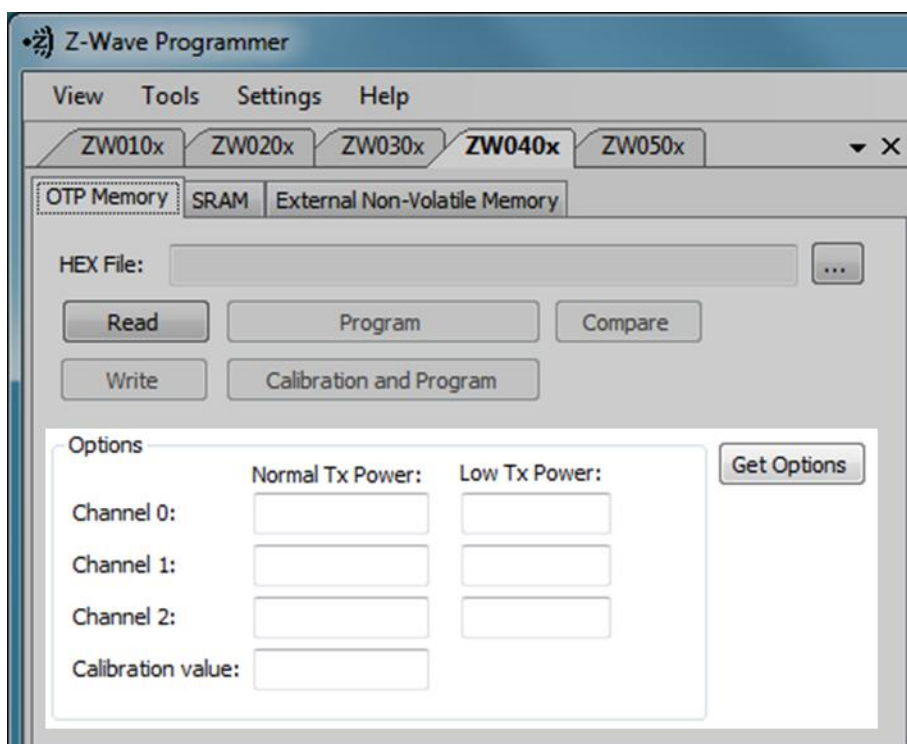 Z-Wave Programmer
View Tools Settings Help
ZW010x ZW020x ZW030x ZW040x ZW050x
OTP Memory SRAM External Non-Volatile Memory
HEX File: ...
Read Program Compare
Write Calibration and Program
Options Get Options
Normal Tx Power: Low Tx Power:
Channel 0:
Channel 1:
Channel 2:
Calibration value: